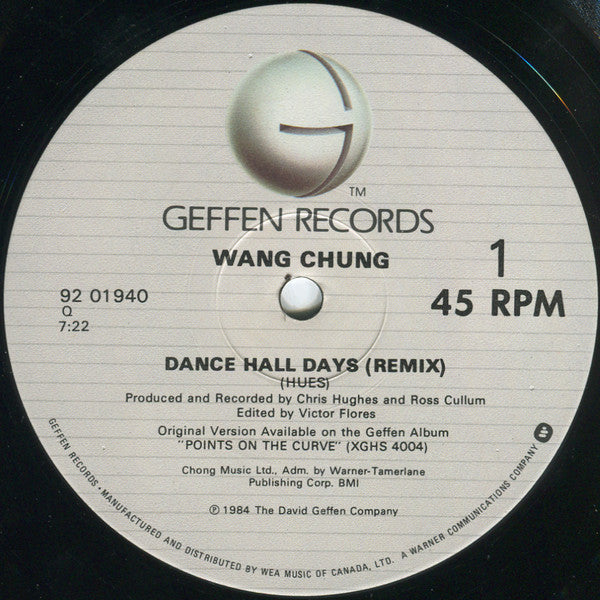 TM
GEFFEN RECORDS
WANG CHUNG
1
92 01940
45 RPM
Q
7:22
DANCE HALL DAYS (REMIX)
(HUES)
Produced and Recorded by Chris Hughes and Ross Cullum
Edited by Victor Flores
Original Version Available on the Geffen Album
"POINTS ON THE CURVE" (XGHS 4004)
Chong Music Ltd., Adm. by Warner-Tamerlane
Publishing Corp. BMI
℗ 1984 The David Geffen Company
GEFFEN RECORDS • MANUFACTURED AND DISTRIBUTED BY WEA MUSIC OF CANADA, LTD. A WARNER COMMUNICATIONS COMPANY